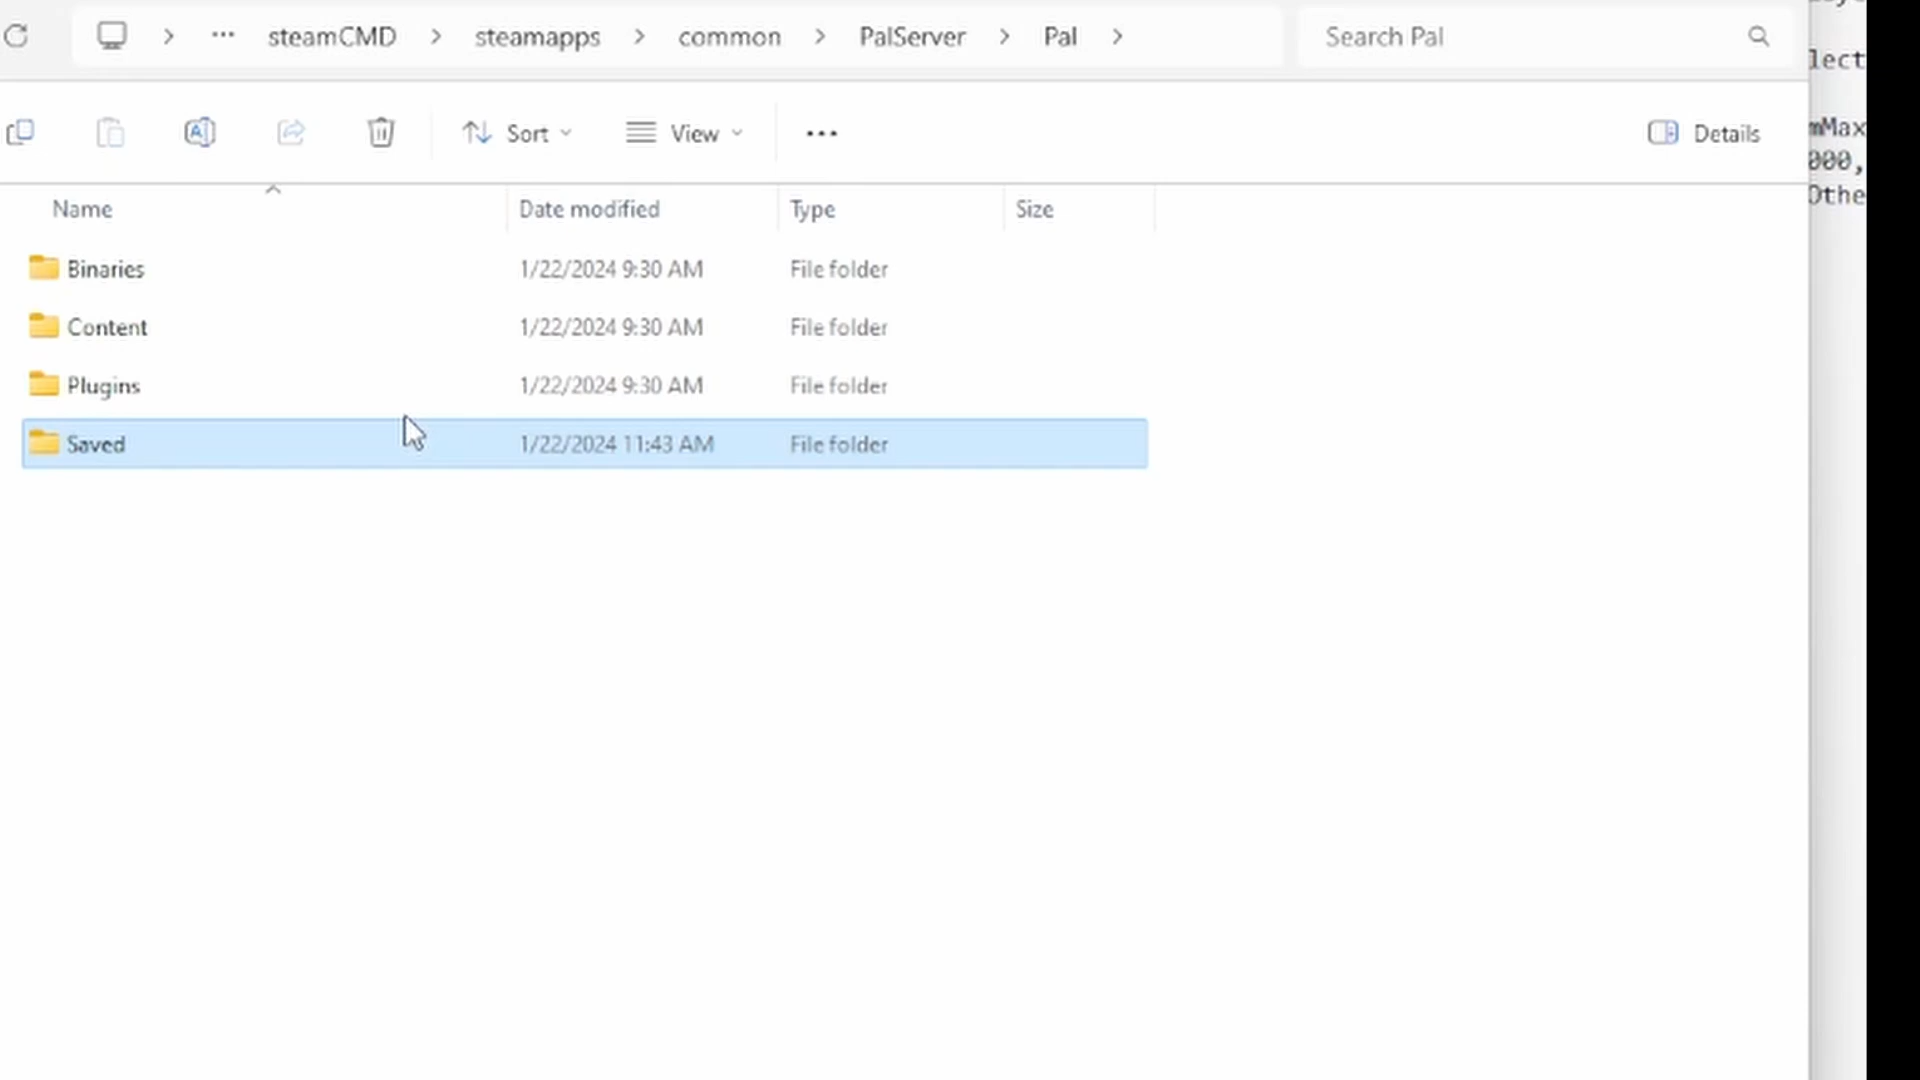 steamCMD > steamapps > common > PalServer > Pal >
Search Pal
Sort
View
Details
Name Date modified Type Size
Binaries 1/22/2024 9:30 AM File folder
Content 1/22/2024 9:30 AM File folder
Plugins 1/22/2024 9:30 AM File folder
Saved 1/22/2024 11:43 AM File folder
lect
mMax
000,
Othe